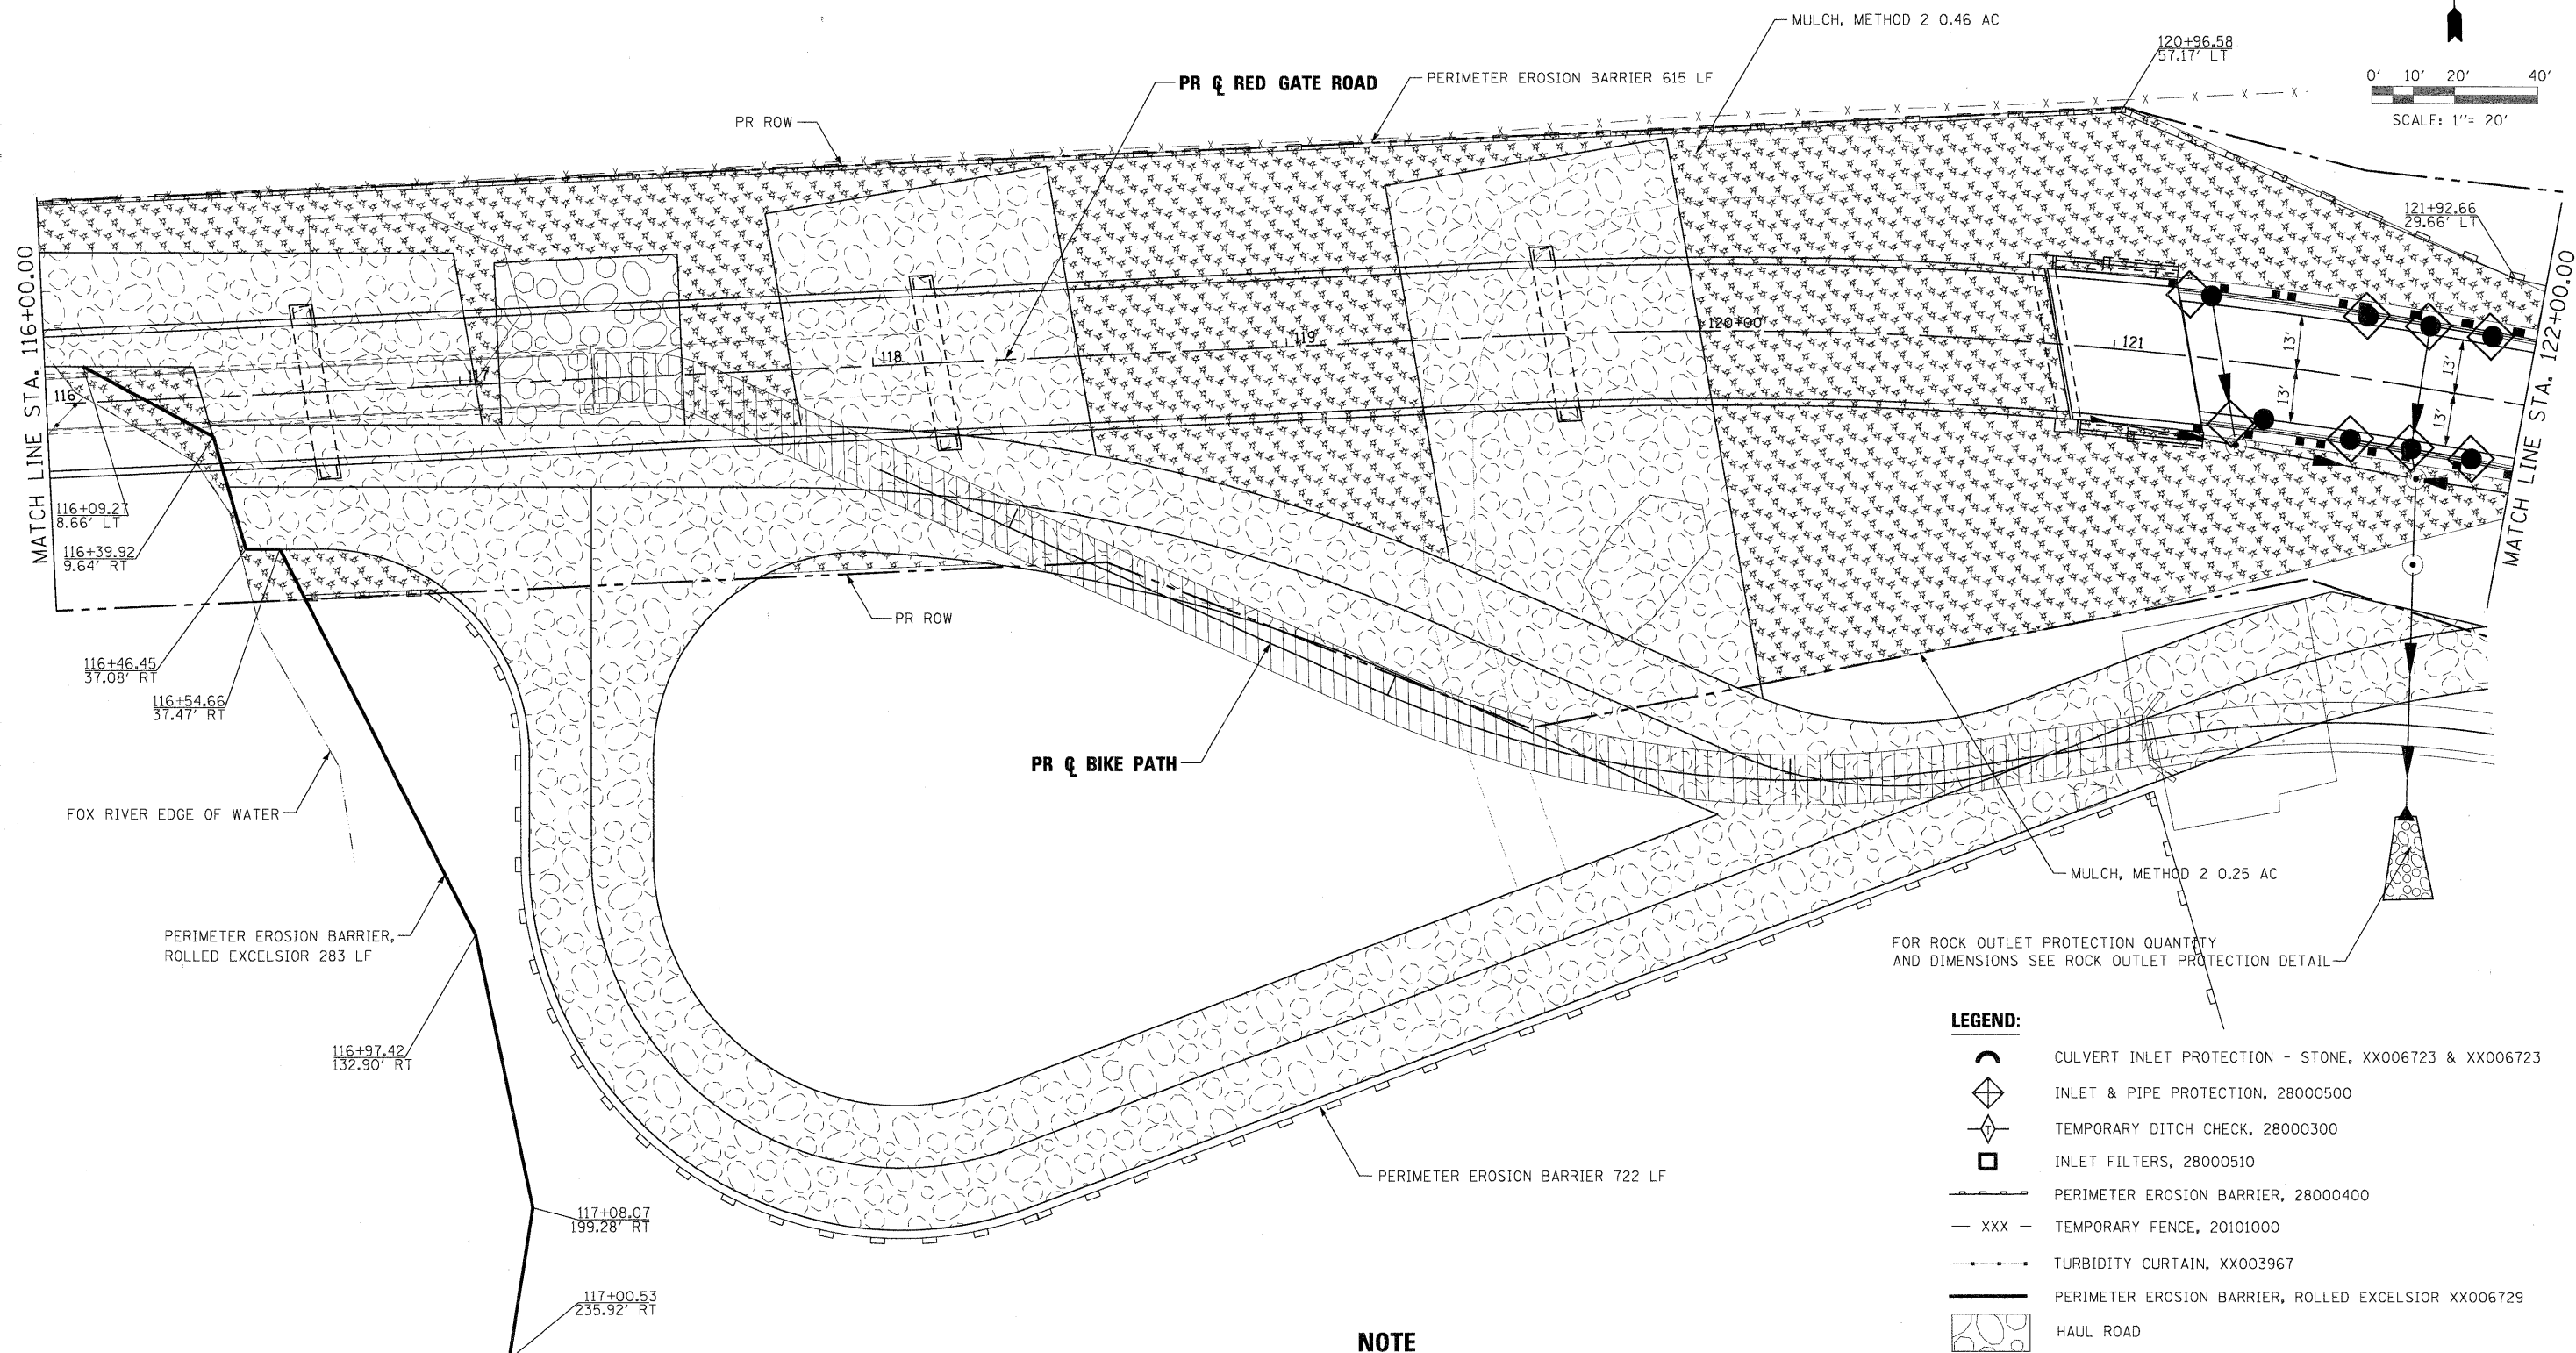 MULCH, METHOD 2 0.46 AC
120+96.58
57.17' LT
0' 10' 20' 40'
SCALE: 1''= 20'
PR ℄ RED GATE ROAD
PERIMETER EROSION BARRIER 615 LF
PR ROW
121+92.66
29.66' LT
MATCH LINE STA. 116+00.00
MATCH LINE STA. 122+00.00
116
117
118
119
120+00
121
13'
13'
13'
13'
116+09.27
8.66' LT
116+39.92
9.64' RT
PR ROW
116+46.45
37.08' RT
116+54.66
37.47' RT
PR ℄ BIKE PATH
FOX RIVER EDGE OF WATER
MULCH, METHOD 2 0.25 AC
PERIMETER EROSION BARRIER,
ROLLED EXCELSIOR 283 LF
FOR ROCK OUTLET PROTECTION QUANTITY
AND DIMENSIONS SEE ROCK OUTLET PROTECTION DETAIL
116+97.42
132.90' RT
PERIMETER EROSION BARRIER 722 LF
117+08.07
199.28' RT
117+00.53
235.92' RT
LEGEND:
CULVERT INLET PROTECTION - STONE, XX006723 & XX006723
INLET & PIPE PROTECTION, 28000500
T
TEMPORARY DITCH CHECK, 28000300
INLET FILTERS, 28000510
PERIMETER EROSION BARRIER, 28000400
XXX TEMPORARY FENCE, 20101000
TURBIDITY CURTAIN, XX003967
PERIMETER EROSION BARRIER, ROLLED EXCELSIOR XX006729
HAUL ROAD
NOTE